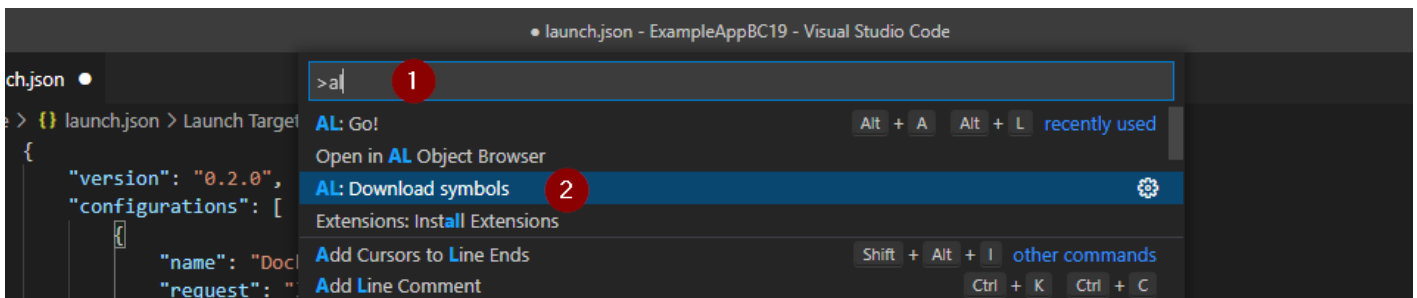 ● launch.json - ExampleAppBC19 - Visual Studio Code
ch.json ●
>al 1
> {} launch.json > Launch Target
AL: Go! Alt + A Alt + L recently used
Open in AL Object Browser
AL: Download symbols 2
Extensions: Install Extensions
Add Cursors to Line Ends Shift + Alt + I other commands
Add Line Comment Ctrl + K Ctrl + C
{
"version": "0.2.0",
"configurations": [
{
"name": "Doc
"request": "